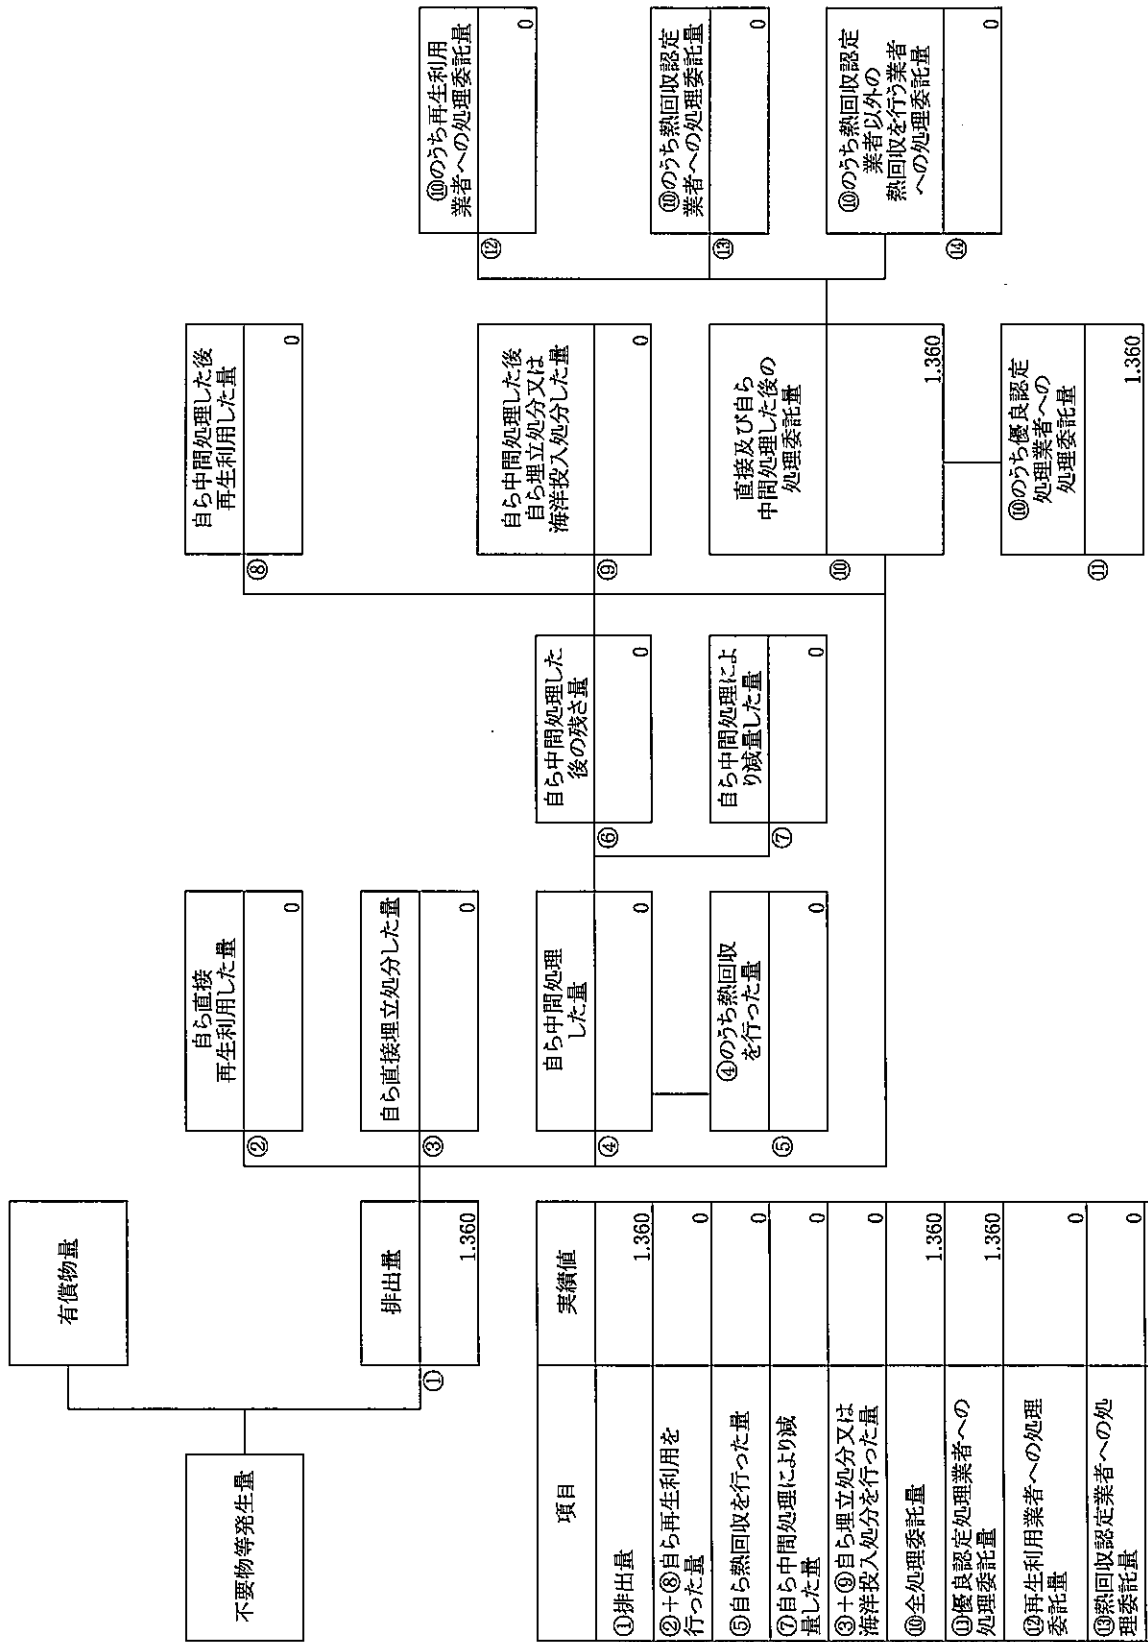 不要物等発生量
有償物量
排出量
①
1.360
自ら直接
再生利用した量
②
0
自ら直接埋立処分した量
③
0
自ら中間処理
した量
④
0
④のうち熱回収
を行った量
⑤
0
自ら中間処理した
後の残さ量
⑥
0
自ら中間処理によ
り減量した量
⑦
0
自ら中間処理した後
再生利用した量
⑧
0
自ら中間処理した後
自ら埋立処分又は
海洋投入処分した量
⑨
0
直接及び自ら
中間処理した後の
処理委託量
⑩
1.360
⑩のうち優良認定
処理業者への
処理委託量
⑪
1.360
⑩のうち再生利用
業者への処理委託量
⑫
0
⑩のうち熱回収認定
業者への処理委託量
⑬
0
⑩のうち熱回収認定
業者以外の
熱回収を行う業者
への処理委託量
⑭
0
項目
実績値
①排出量
1.360
②+⑧自ら再生利用を
行った量
0
⑤自ら熱回収を行った量
0
⑦自ら中間処理により減
量した量
0
③+⑨自ら埋立処分又は
海洋投入処分を行った量
0
⑩全処理委託量
1.360
⑪優良認定処理業者への
処理委託量
1.360
⑫再生利用業者への処理
委託量
0
⑬熱回収認定業者への処
理委託量
0